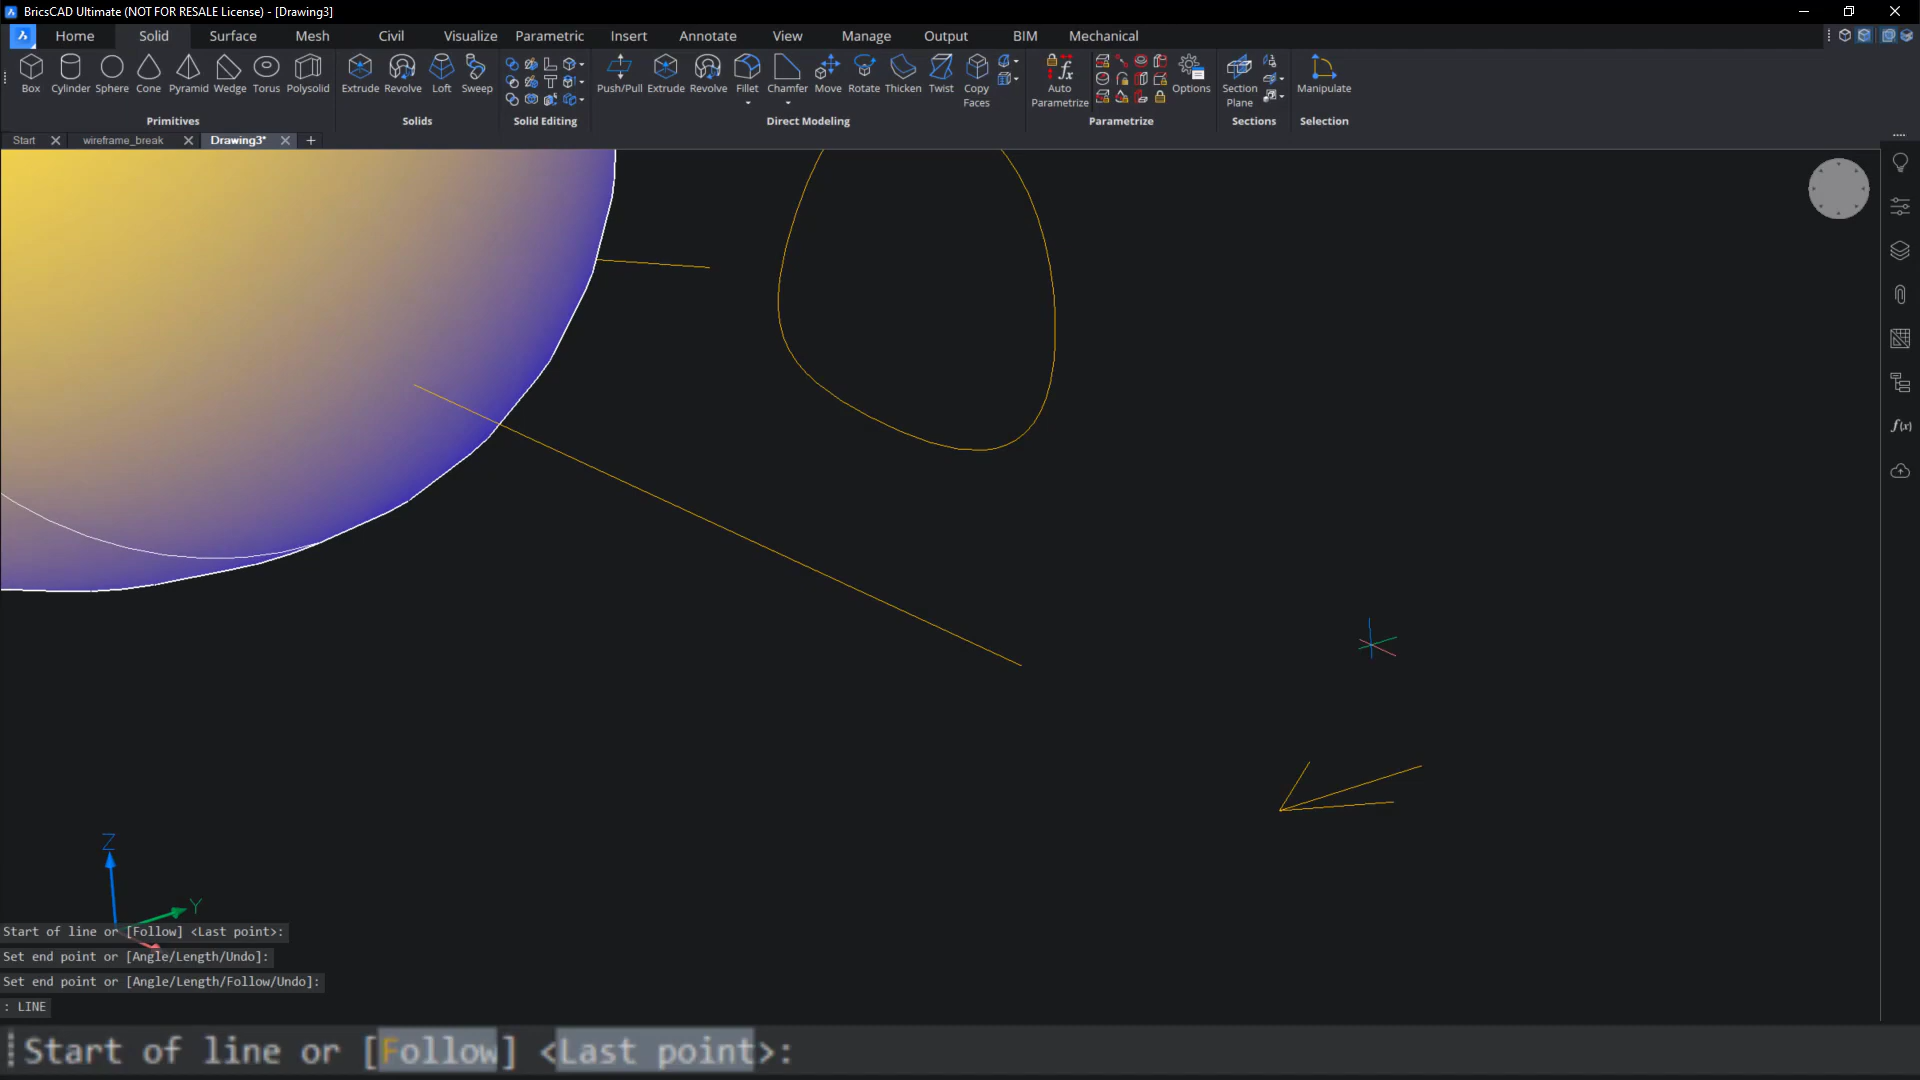 BricsCAD Ultimate (NOT FOR RESALE License) - [Drawing3]
Home Solid Surface Mesh Civil Visualize Parametric Insert Annotate View Manage Output BIM Mechanical
Box Cylinder Sphere Cone Pyramid Wedge Torus Polysolid Extrude Revolve Loft Sweep Push/Pull Extrude Revolve Fillet Chamfer Move Rotate Thicken Twist Copy Faces Auto Parametrize Options Section Plane Manipulate
Primitives Solids Solid Editing Direct Modeling Parametrize Sections Selection
Start wireframe_break Drawing3*
f(x)
Z
Y
Start of line or [Follow] <Last point>:
Set end point or [Angle/Length/Undo]:
Set end point or [Angle/Length/Follow/Undo]:
: LINE
Start of line or [Follow] <Last point>: